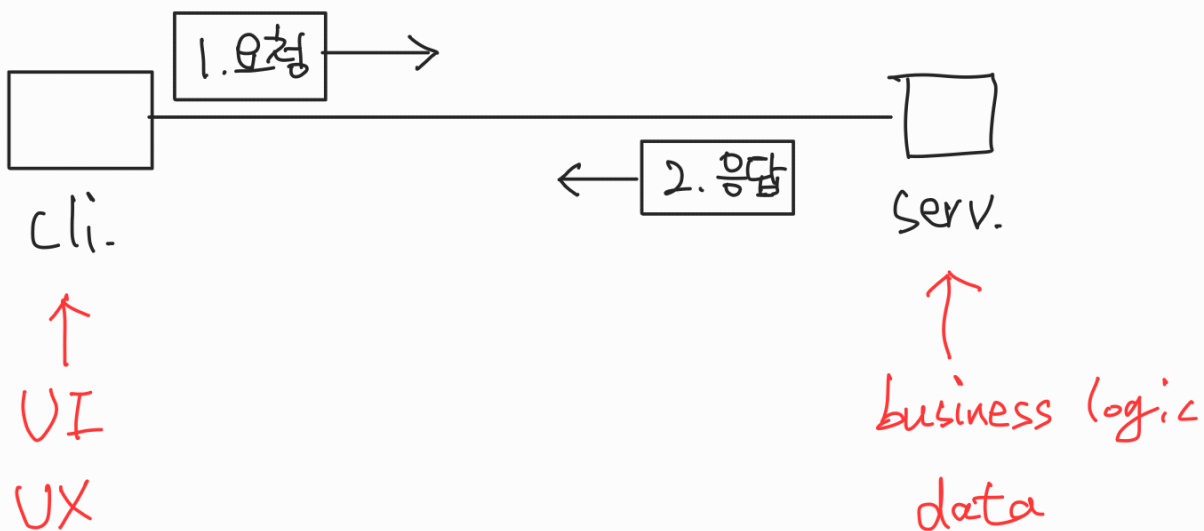 1. 요청
2. 응답
cli.
serv.
UI
UX
business logic
data